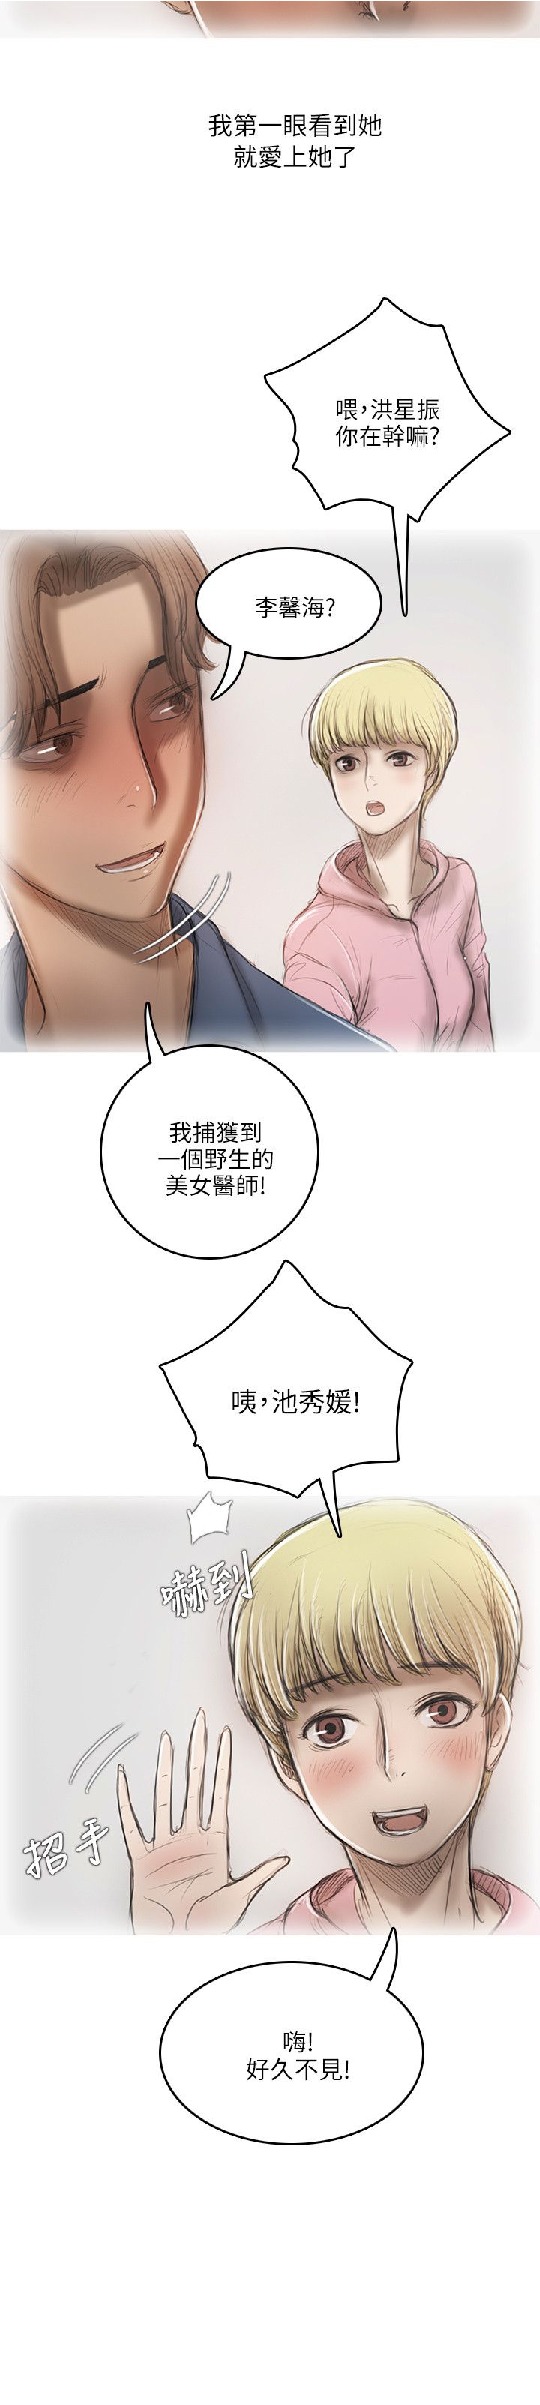 我第一眼看到她
就愛上她了
喂，洪星振
你在幹嘛?
李馨海?
我捕獲到
一個野生的
美女醫師!
咦，池秀媛!
嚇到
招手
嗨!
好久不見!